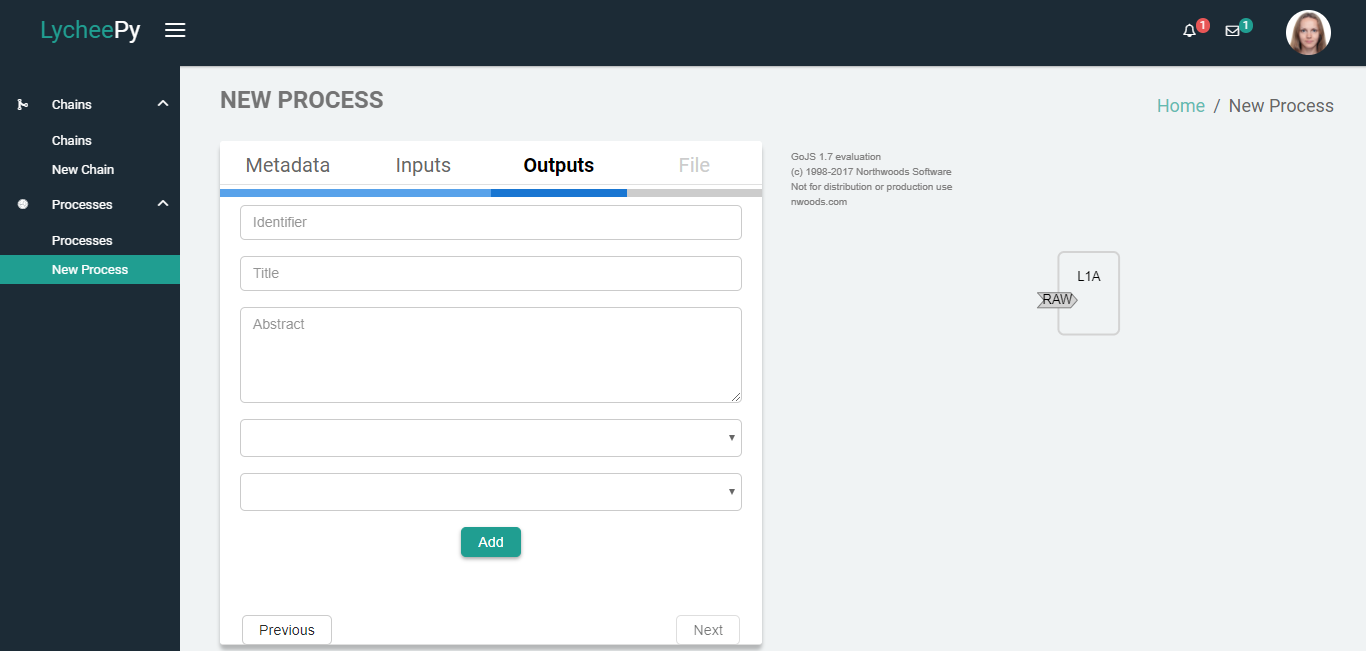 LycheePy
1
1
Chains
Chains
New Chain
Processes
Processes
New Process
NEW PROCESS
Home / New Process
Metadata Inputs Outputs File
Identifier
Title
Abstract
Add
Previous
Next
GoJS 1.7 evaluation
(c) 1998-2017 Northwoods Software
Not for distribution or production use
nwoods.com
L1A
RAW